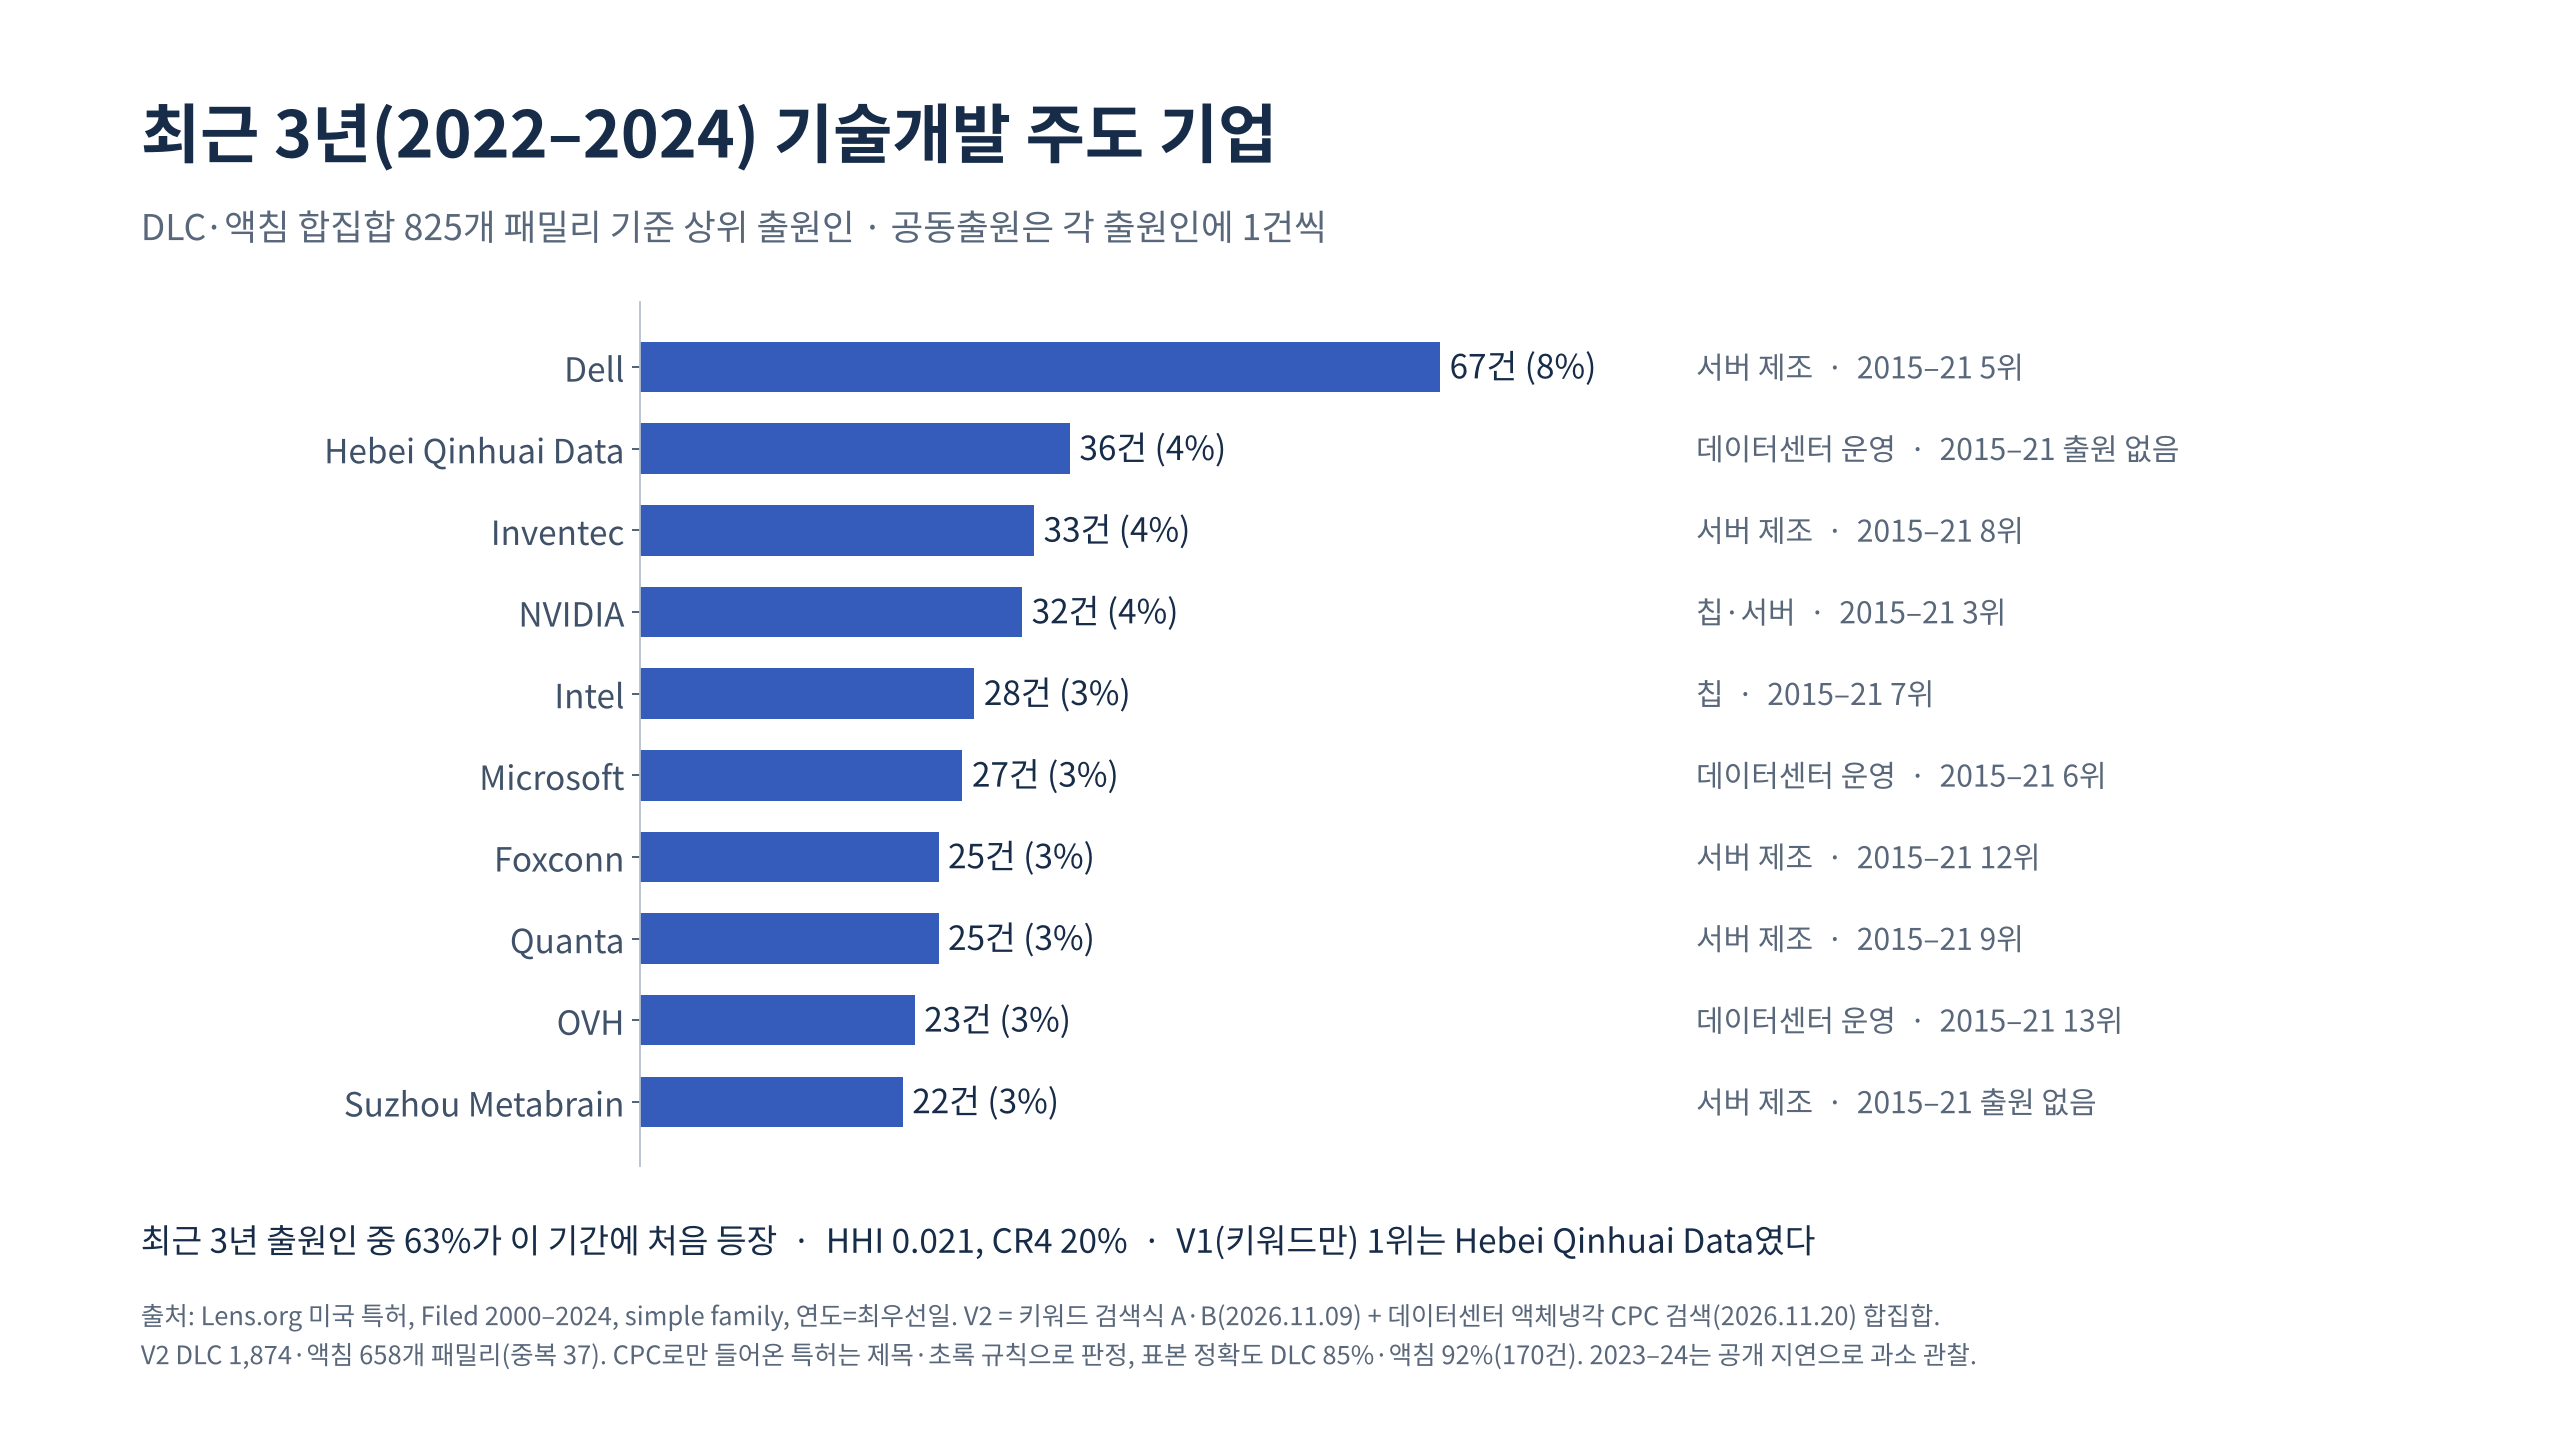 최근 3년(2022–2024) 기술개발 주도 기업
DLC·액침 합집합 825개 패밀리 기준 상위 출원인 · 공동출원은 각 출원인에 1건씩
Dell 67건 (8%) 서버 제조 · 2015–21 5위
Hebei Qinhuai Data 36건 (4%) 데이터센터 운영 · 2015–21 출원 없음
Inventec 33건 (4%) 서버 제조 · 2015–21 8위
NVIDIA 32건 (4%) 칩·서버 · 2015–21 3위
Intel 28건 (3%) 칩 · 2015–21 7위
Microsoft 27건 (3%) 데이터센터 운영 · 2015–21 6위
Foxconn 25건 (3%) 서버 제조 · 2015–21 12위
Quanta 25건 (3%) 서버 제조 · 2015–21 9위
OVH 23건 (3%) 데이터센터 운영 · 2015–21 13위
Suzhou Metabrain 22건 (3%) 서버 제조 · 2015–21 출원 없음
최근 3년 출원인 중 63%가 이 기간에 처음 등장 · HHI 0.021, CR4 20% · V1(키워드만) 1위는 Hebei Qinhuai Data였다
출처: Lens.org 미국 특허, Filed 2000–2024, simple family, 연도=최우선일. V2 = 키워드 검색식 A·B(2026.11.09) + 데이터센터 액체냉각 CPC 검색(2026.11.20) 합집합.
V2 DLC 1,874·액침 658개 패밀리(중복 37). CPC로만 들어온 특허는 제목·초록 규칙으로 판정, 표본 정확도 DLC 85%·액침 92%(170건). 2023–24는 공개 지연으로 과소 관찰.